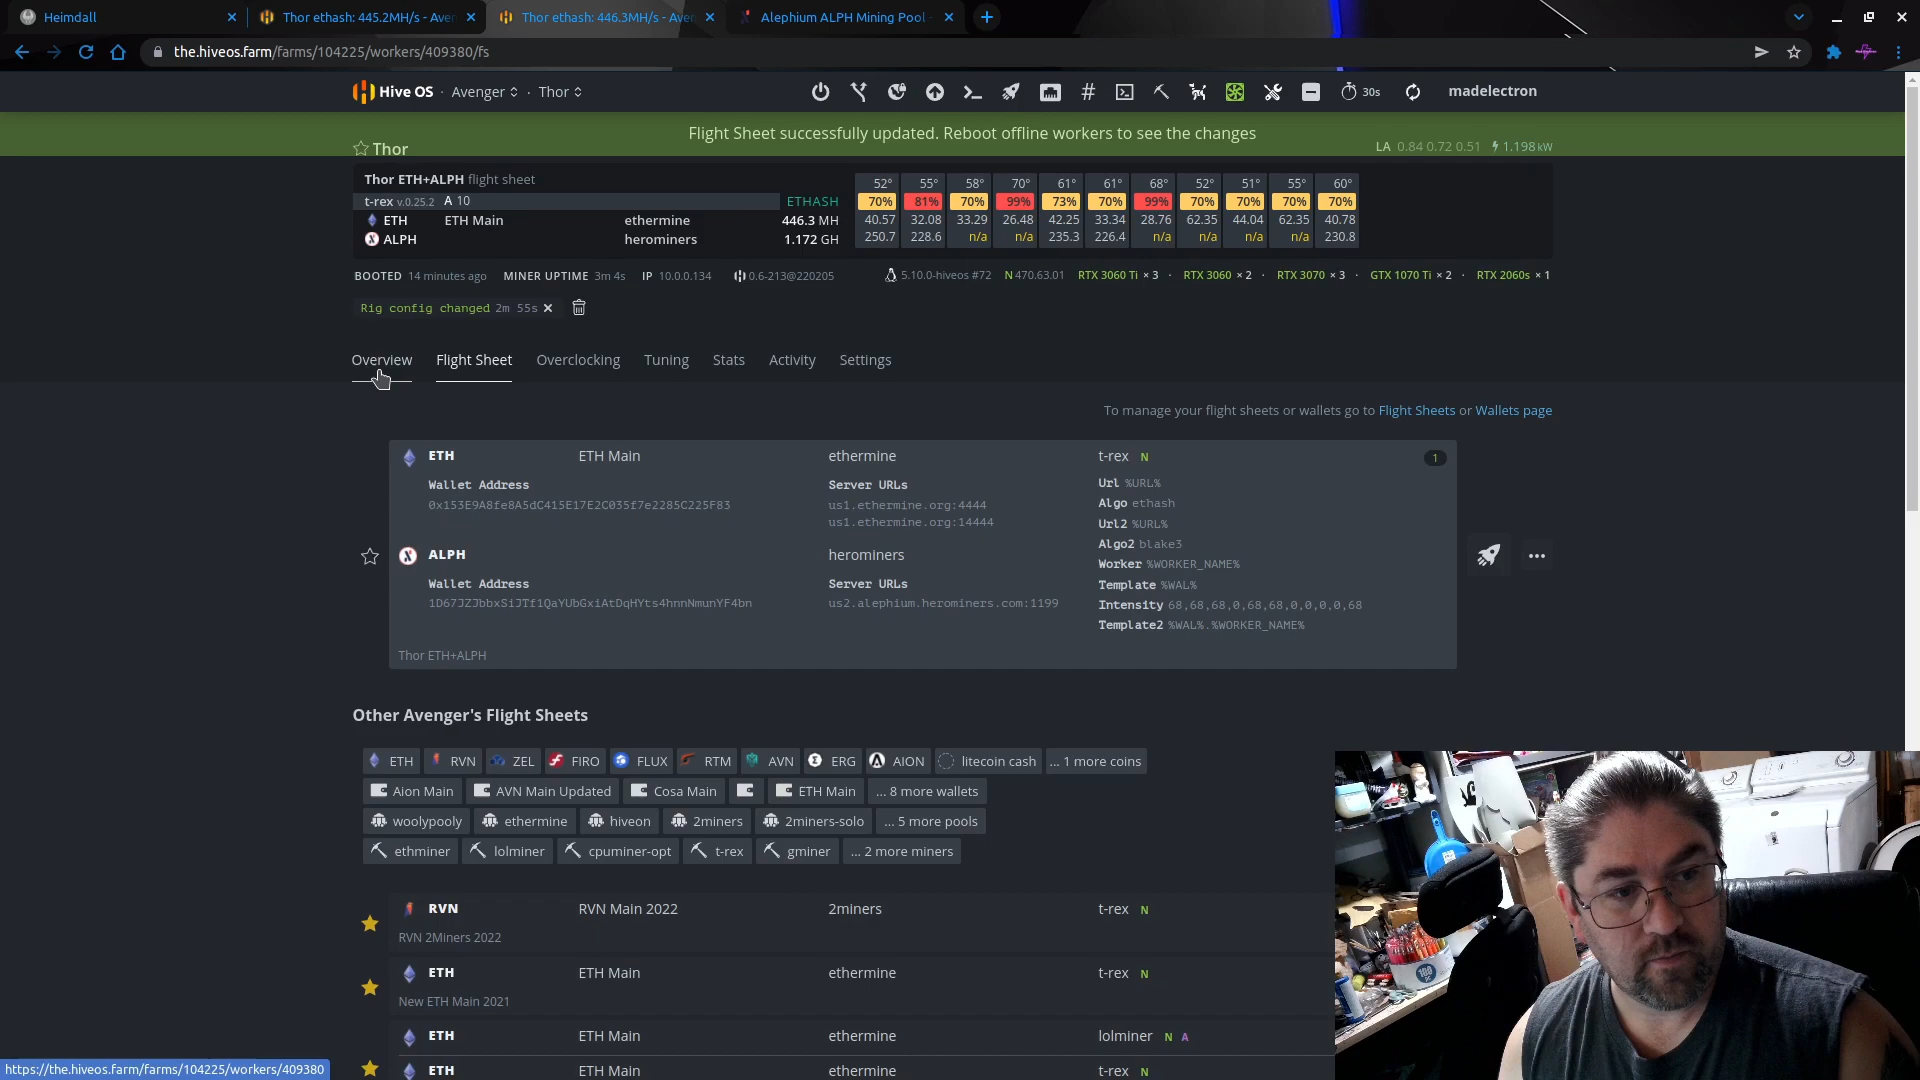 Heimdall
Thor ethash: 445.2MH/s - Aven
Thor ethash: 446.3MH/s - Aven
Alephium ALPH Mining Pool -
the.hiveos.farm/farms/104225/workers/409380/fs
Hive OS · Avenger · Thor
30s
madelectron
Flight Sheet successfully updated. Reboot offline workers to see the changes
Thor
LA 0.84 0.72 0.51 1.198kW
Thor ETH+ALPH flight sheet
52° 55° 58° 70° 61° 61° 68° 52° 51° 55° 60°
t-rex v.0.25.2 A 10 ETHASH
70% 81% 70% 99% 73% 70% 99% 70% 70% 70% 70%
ETH ETH Main ethermine 446.3 MH
40.57 32.08 33.29 26.48 42.25 33.34 28.76 62.35 44.04 62.35 40.78
ALPH herominers 1.172 GH
250.7 228.6 n/a n/a 235.3 226.4 n/a n/a n/a n/a 230.8
BOOTED 14 minutes ago MINER UPTIME 3m 4s IP 10.0.0.134 0.6-213@220205 5.10.0-hiveos #72 N 470.63.01 RTX 3060 Ti × 3 · RTX 3060 × 2 · RTX 3070 × 3 · GTX 1070 Ti × 2 · RTX 2060s × 1
Rig config changed 2m 55s
Overview Flight Sheet Overclocking Tuning Stats Activity Settings
To manage your flight sheets or wallets go to Flight Sheets or Wallets page
ETH ETH Main ethermine t-rex N 1
Wallet Address Server URLs Url %URL%
0x153E9A8fe8A5dC415E17E2C035f7e2285C225F83 us1.ethermine.org:4444 Algo ethash
us1.ethermine.org:14444 Url2 %URL%
Algo2 blake3
ALPH herominers Worker %WORKER_NAME%
Wallet Address Server URLs Template %WAL%
1D67JZJbbxSiJTf1QaYUbGxiAtDqHYts4hnnNmunYF4bn us2.alephium.herominers.com:1199 Intensity 68,68,68,0,68,68,0,0,0,0,68
Template2 %WAL%.%WORKER_NAME%
Thor ETH+ALPH
Other Avenger's Flight Sheets
ETH RVN ZEL FIRO FLUX RTM AVN ERG AION litecoin cash ... 1 more coins
Aion Main AVN Main Updated Cosa Main ETH Main ... 8 more wallets
woolypooly ethermine hiveon 2miners 2miners-solo ... 5 more pools
ethminer lolminer cpuminer-opt t-rex gminer ... 2 more miners
RVN RVN Main 2022 2miners t-rex N
RVN 2Miners 2022
ETH ETH Main ethermine t-rex N
New ETH Main 2021
ETH ETH Main ethermine lolminer N A
ETH ETH Main ethermine t-rex N
https://the.hiveos.farm/farms/104225/workers/409380